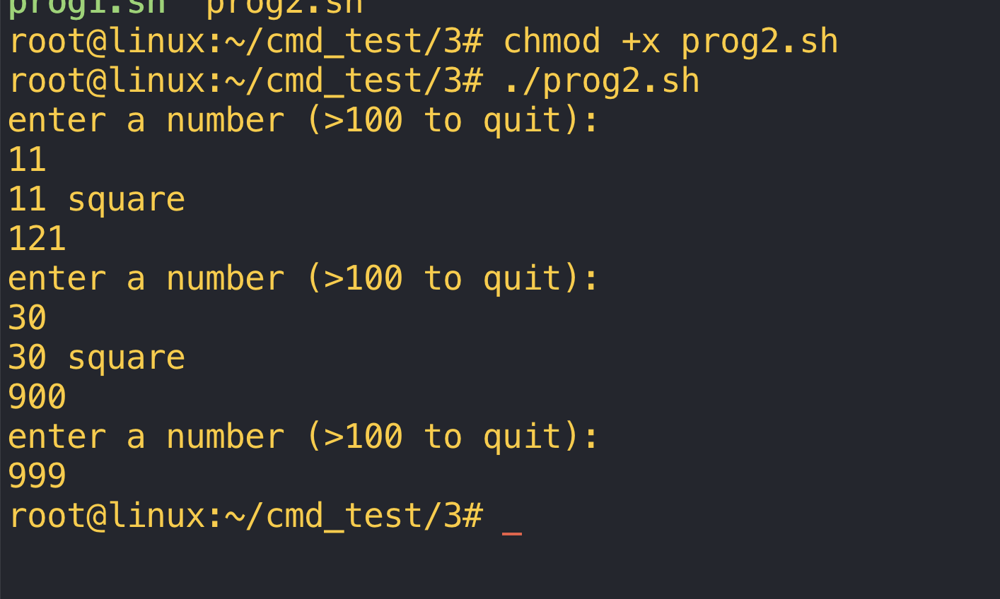 prog1.sh  prog2.sh
root@linux:~/cmd_test/3# chmod +x prog2.sh
root@linux:~/cmd_test/3# ./prog2.sh
enter a number (>100 to quit):
11
11 square
121
enter a number (>100 to quit):
30
30 square
900
enter a number (>100 to quit):
999
root@linux:~/cmd_test/3# _